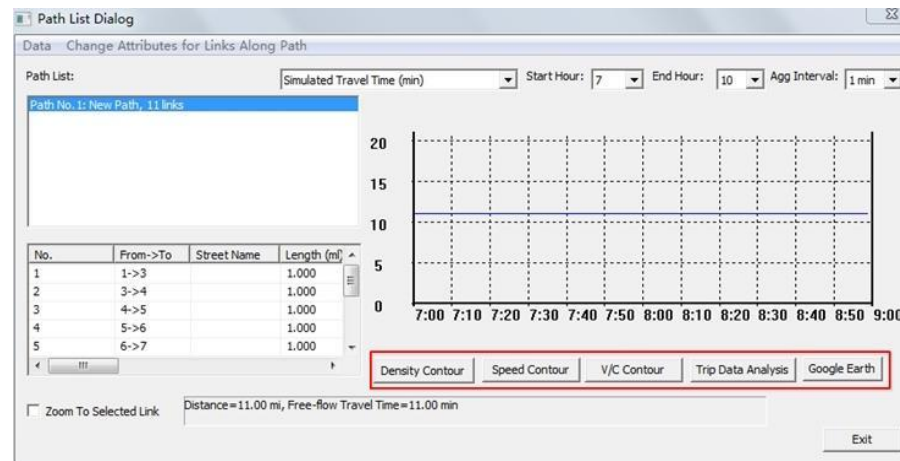 Path List Dialog
Data Change Attributes for Links Along Path
Path List: Simulated Travel Time (min) Start Hour: 7 End Hour: 10 Agg Interval: 1 min
Path No.1: New Path, 11 links
20
15
10
5
0
7:00 7:10 7:20 7:30 7:40 7:50 8:00 8:10 8:20 8:30 8:40 8:50 9:00
No. From->To Street Name Length (ml)
1 1->3 1.000
2 3->4 1.000
3 4->5 1.000
4 5->6 1.000
5 6->7 1.000
Density Contour Speed Contour V/C Contour Trip Data Analysis Google Earth
Zoom To Selected Link Distance=11.00 mi, Free-flow Travel Time=11.00 min
Exit